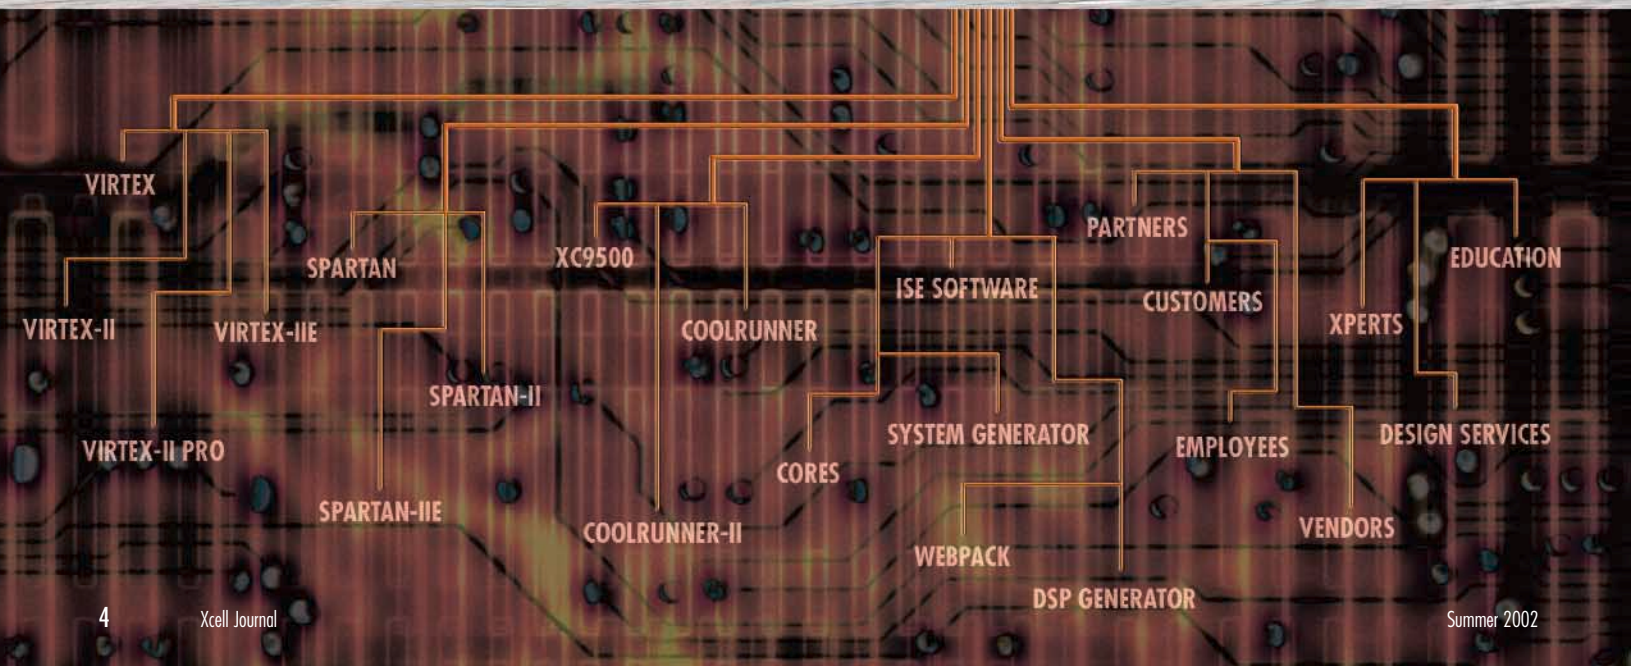 VIRTEX
VIRTEX-II
VIRTEX-II PRO
VIRTEX-IIE
SPARTAN
SPARTAN-IIE
SPARTAN-II
XC9500
COOLRUNNER-II
COOLRUNNER
ISE SOFTWARE
CORES
SYSTEM GENERATOR
WEBPACK
DSP GENERATOR
PARTNERS
CUSTOMERS
EMPLOYEES
VENDORS
XPERTS
DESIGN SERVICES
EDUCATION
4
Xcell Journal
Summer 2002